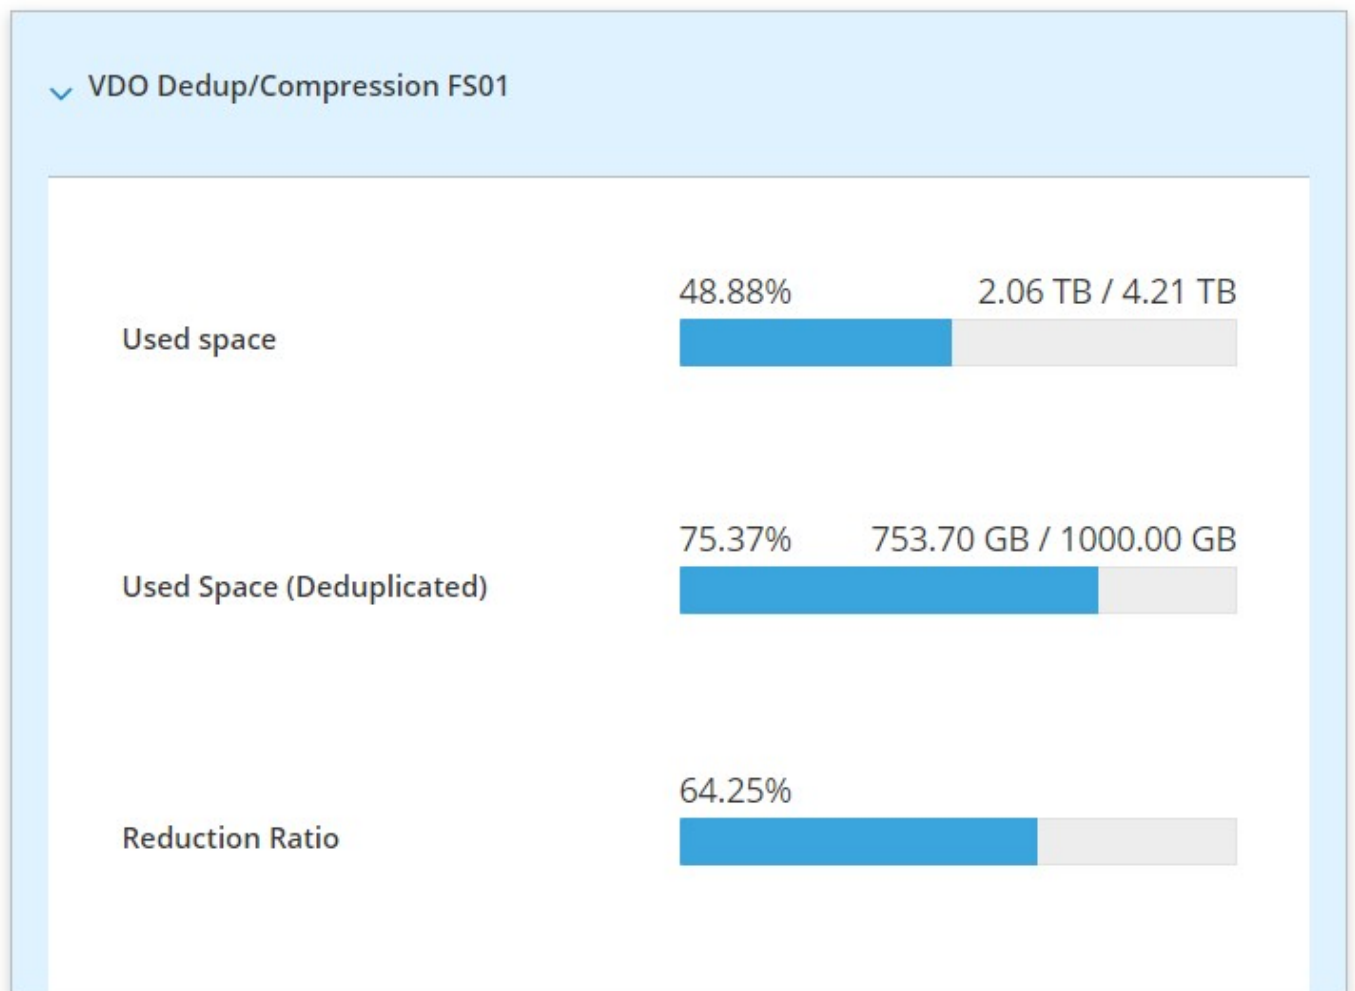 VDO Dedup/Compression FS01
48.88% 2.06 TB / 4.21 TB
Used space
75.37% 753.70 GB / 1000.00 GB
Used Space (Deduplicated)
64.25%
Reduction Ratio